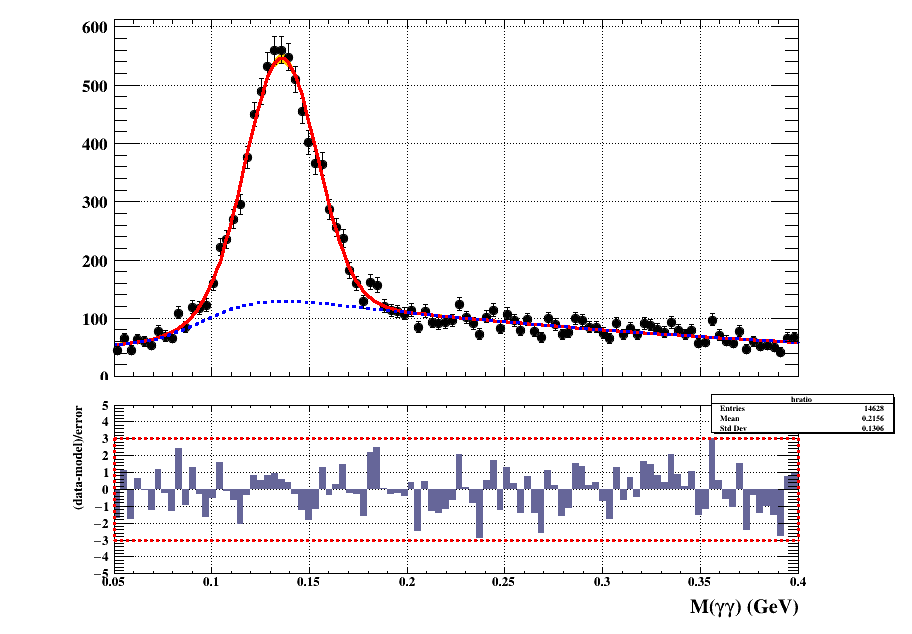 600
500
400
300
200
100
0
(data-model)/error
5
4
3
2
1
0
−1
−2
−3
−4
−5
hratio
Entries 14628
Mean 0.2156
Std Dev 0.1306
0.05 0.1 0.15 0.2 0.25 0.3 0.35 0.4
M(γγ) (GeV)